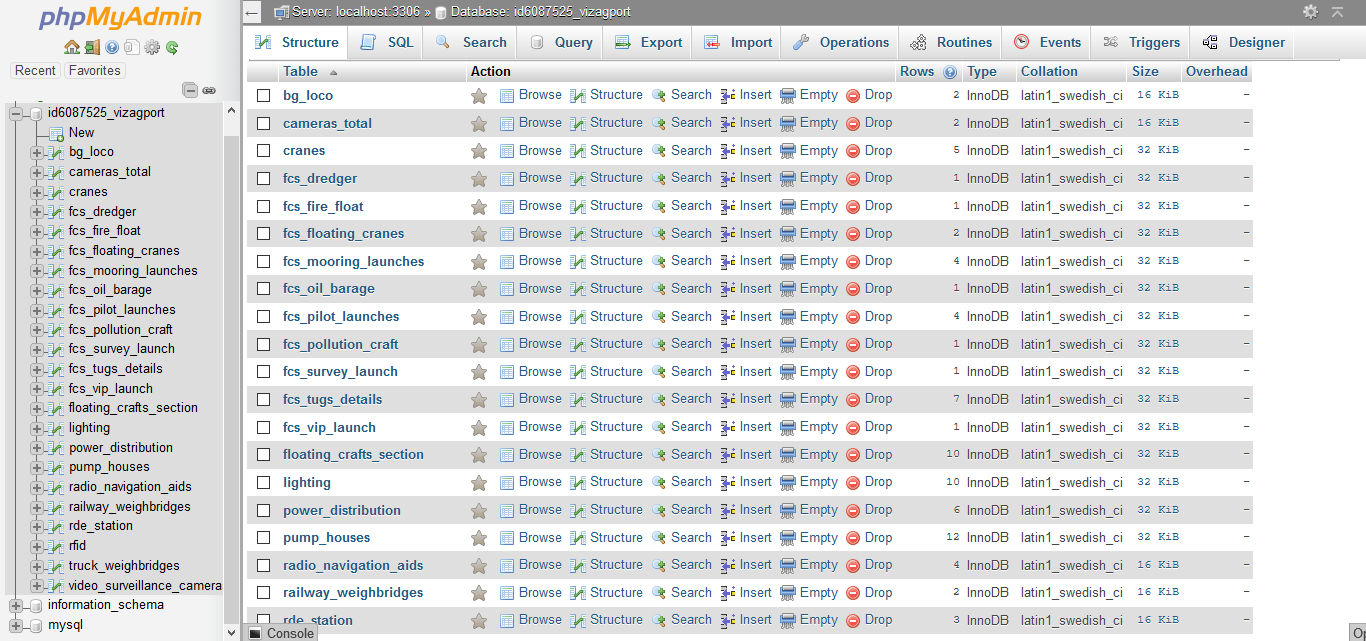 phpMyAdmin
Recent Favorites
id6087525_vizagport
New
bg_loco
cameras_total
cranes
fcs_dredger
fcs_fire_float
fcs_floating_cranes
fcs_mooring_launches
fcs_oil_barage
fcs_pilot_launches
fcs_pollution_craft
fcs_survey_launch
fcs_tugs_details
fcs_vip_launch
floating_crafts_section
lighting
power_distribution
pump_houses
radio_navigation_aids
railway_weighbridges
rde_station
rfid
truck_weighbridges
video_surveillance_camera
information_schema
mysql
Server: localhost:3306 » Database: id6087525_vizagport
Structure SQL Search Query Export Import Operations Routines Events Triggers Designer
Table Action Rows Type Collation Size Overhead
bg_loco Browse Structure Search Insert Empty Drop 2 InnoDB latin1_swedish_ci 16 KiB -
cameras_total Browse Structure Search Insert Empty Drop 2 InnoDB latin1_swedish_ci 16 KiB -
cranes Browse Structure Search Insert Empty Drop 5 InnoDB latin1_swedish_ci 32 KiB -
fcs_dredger Browse Structure Search Insert Empty Drop 1 InnoDB latin1_swedish_ci 32 KiB -
fcs_fire_float Browse Structure Search Insert Empty Drop 1 InnoDB latin1_swedish_ci 32 KiB -
fcs_floating_cranes Browse Structure Search Insert Empty Drop 2 InnoDB latin1_swedish_ci 32 KiB -
fcs_mooring_launches Browse Structure Search Insert Empty Drop 4 InnoDB latin1_swedish_ci 32 KiB -
fcs_oil_barage Browse Structure Search Insert Empty Drop 1 InnoDB latin1_swedish_ci 32 KiB -
fcs_pilot_launches Browse Structure Search Insert Empty Drop 4 InnoDB latin1_swedish_ci 32 KiB -
fcs_pollution_craft Browse Structure Search Insert Empty Drop 1 InnoDB latin1_swedish_ci 32 KiB -
fcs_survey_launch Browse Structure Search Insert Empty Drop 1 InnoDB latin1_swedish_ci 32 KiB -
fcs_tugs_details Browse Structure Search Insert Empty Drop 7 InnoDB latin1_swedish_ci 32 KiB -
fcs_vip_launch Browse Structure Search Insert Empty Drop 1 InnoDB latin1_swedish_ci 32 KiB -
floating_crafts_section Browse Structure Search Insert Empty Drop 10 InnoDB latin1_swedish_ci 32 KiB -
lighting Browse Structure Search Insert Empty Drop 10 InnoDB latin1_swedish_ci 32 KiB -
power_distribution Browse Structure Search Insert Empty Drop 6 InnoDB latin1_swedish_ci 32 KiB -
pump_houses Browse Structure Search Insert Empty Drop 12 InnoDB latin1_swedish_ci 32 KiB -
radio_navigation_aids Browse Structure Search Insert Empty Drop 4 InnoDB latin1_swedish_ci 32 KiB -
railway_weighbridges Browse Structure Search Insert Empty Drop 2 InnoDB latin1_swedish_ci 16 KiB -
rde_station Browse Structure Search Insert Empty Drop 3 InnoDB latin1_swedish_ci 16 KiB -
Console